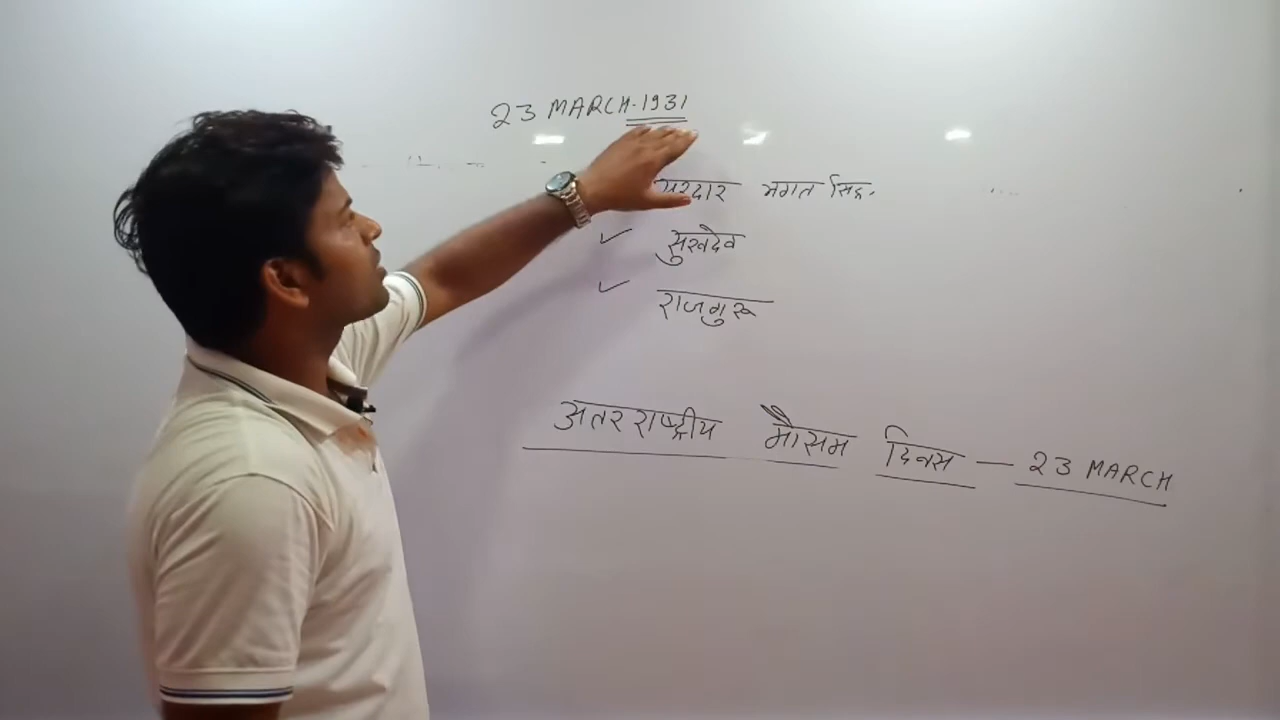 23 MARCH-1931
सरदार भगत सिंह.
✓ सुखदेव
✓ राजगुरू
अंतरराष्ट्रीय मौसम दिवस — 23 MARCH